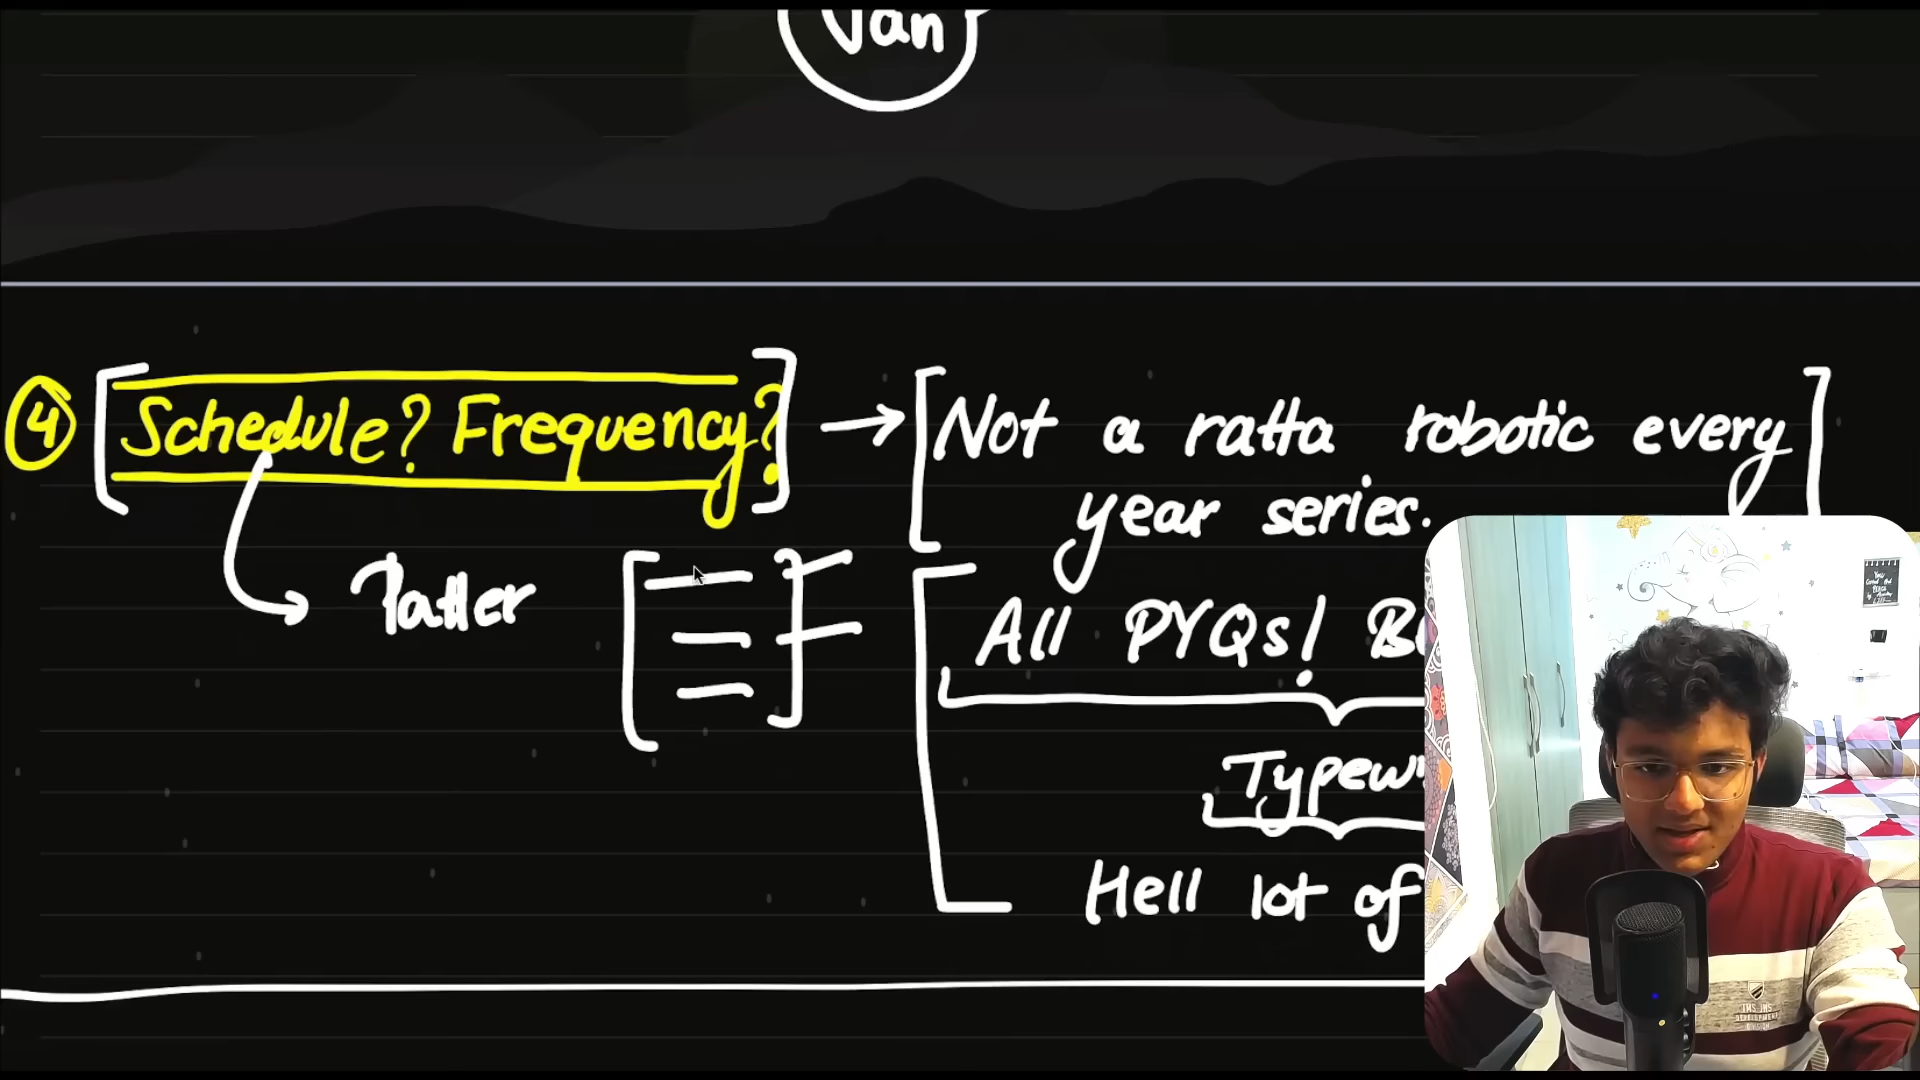 Van
4 Schedule? Frequency? → Not a ratta robotic every
year series.
Patter
All PYQs!
Typew
Hell lot of